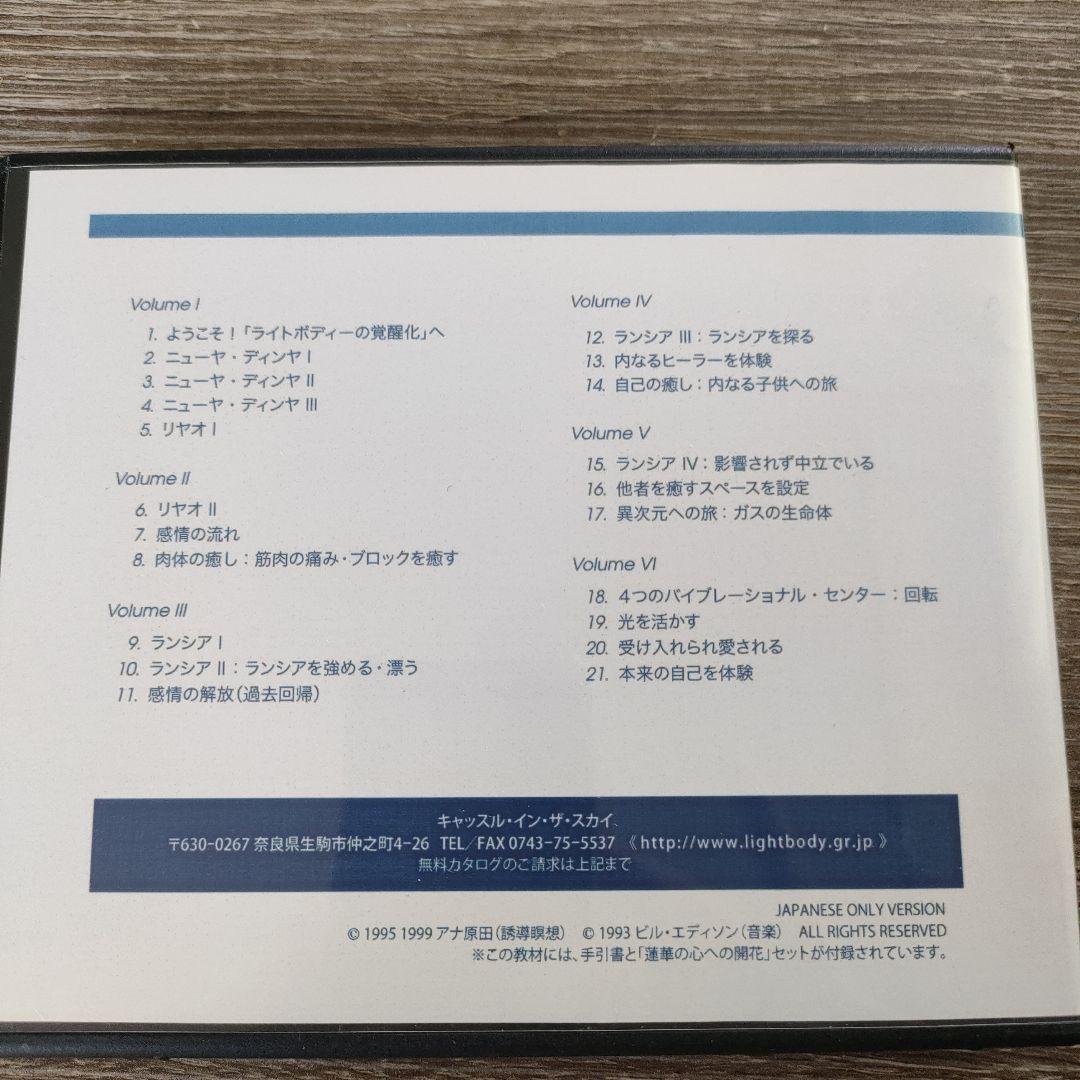 Volume I
1. ようこそ！「ライトボディーの覚醒化」へ
2. ニューヤ・ディンヤ I
3. ニューヤ・ディンヤ II
4. ニューヤ・ディンヤ III
5. リヤオ I
Volume II
6. リヤオ II
7. 感情の流れ
8. 肉体の癒し：筋肉の痛み・ブロックを癒す
Volume III
9. ランシア I
10. ランシア II：ランシアを強める・漂う
11. 感情の解放（過去回帰）
Volume IV
12. ランシア III：ランシアを探る
13. 内なるヒーラーを体験
14. 自己の癒し：内なる子供への旅
Volume V
15. ランシア IV：影響されず中立でいる
16. 他者を癒すスペースを設定
17. 異次元への旅：ガスの生命体
Volume VI
18. 4つのバイブレーショナル・センター：回転
19. 光を活かす
20. 受け入れられ愛される
21. 本来の自己を体験
キャッスル・イン・ザ・スカイ
〒630-0267 奈良県生駒市仲之町4-26 TEL／FAX 0743-75-5537 《 http://www.lightbody.gr.jp 》
無料カタログのご請求は上記まで
JAPANESE ONLY VERSION
© 1995 1999 アナ原田（誘導瞑想） © 1993 ビル・エディソン（音楽） ALL RIGHTS RESERVED
※この教材には、手引書と「蓮華の心への開花」セットが付録されています。